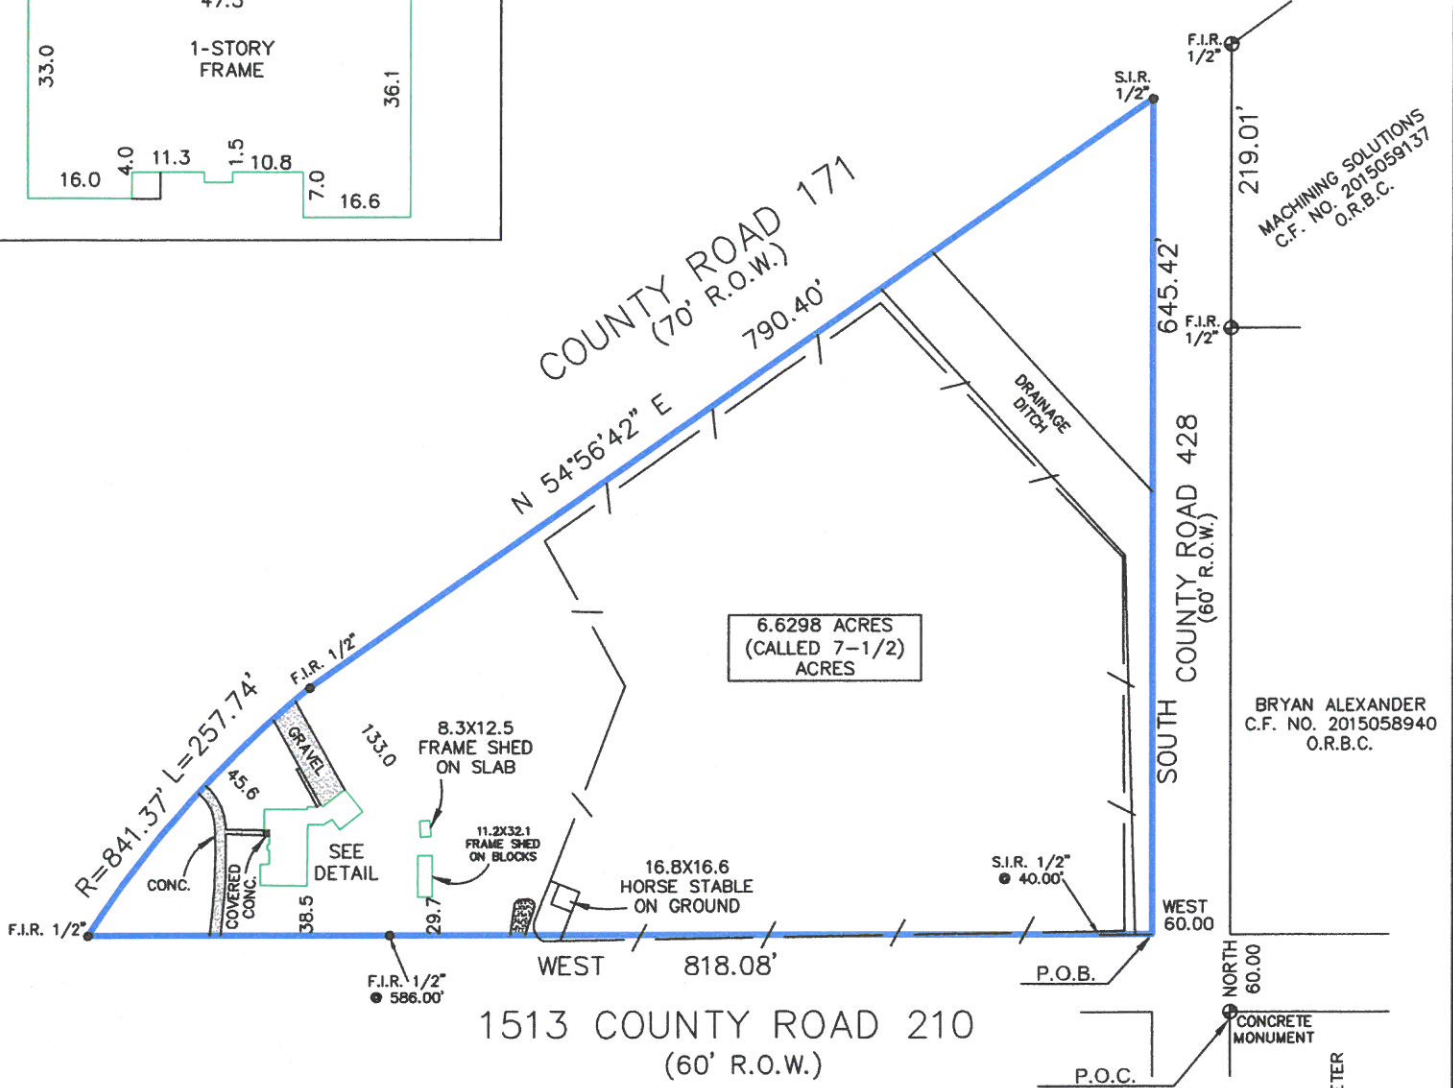 47.5
1-STORY
FRAME
33.0
36.1
16.0
4.0
11.3
1.5
10.8
7.0
16.6
COUNTY ROAD 171
(70' R.O.W.)
790.40'
N 54°56'42" E
S.I.R.
1/2"
F.I.R.
1/2"
219.01'
MACHINING SOLUTIONS
C.F. NO. 2015059137
O.R.B.C.
645.42'
F.I.R.
1/2"
DRAINAGE
DITCH
SOUTH
COUNTY ROAD 428
(60' R.O.W.)
6.6298 ACRES
(CALLED 7-1/2)
ACRES
BRYAN ALEXANDER
C.F. NO. 2015058940
O.R.B.C.
F.I.R. 1/2"
R=841.37' L=257.74'
GRAVEL
133.0
45.6
8.3X12.5
FRAME SHED
ON SLAB
11.2X32.1
FRAME SHED
ON BLOCKS
SEE
DETAIL
CONC.
COVERED
CONC.
38.5
29.7
16.8X16.6
HORSE STABLE
ON GROUND
S.I.R. 1/2"
@ 40.00'
WEST
60.00
F.I.R. 1/2"
F.I.R. 1/2"
@ 586.00'
WEST 818.08'
P.O.B.
NORTH
60.00
1513 COUNTY ROAD 210
(60' R.O.W.)
CONCRETE
MONUMENT
P.O.C.